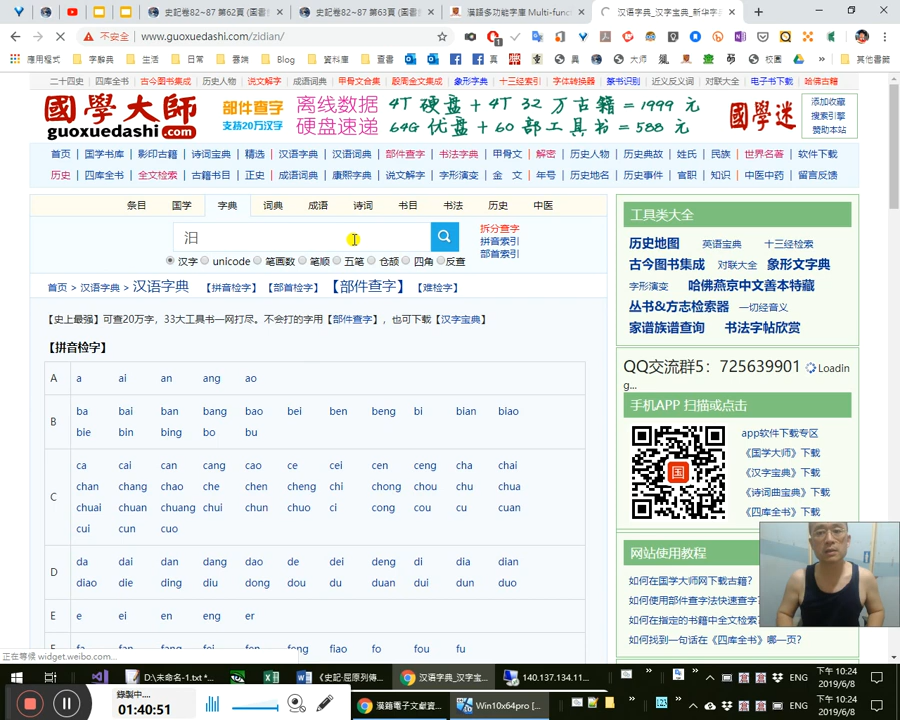 史記卷82~87 第62頁 (圖書
史記卷82~87 第63頁 (圖書
漢語多功能字庫 Multi-func
汉语字典_汉字宝典_新华字典
不安全 www.guoxuedashi.com/zidian/
應用程式 字辭典 生活 Blog 資料庫 圖書 Outl
二十四史 四库全书 古今图书集成 历史人物 说文解字 成语词典 甲骨文合集 殷周金文集成 象形文字 十三经索引 字体转换器 篆书识别 近义反义词 对联大全 电子书下载 哈佛古籍
國學大師
guoxuedashi.com
部件查字
支持20万字
离线数据
硬盘速递
4T 硬盘 + 4T 32 万古籍 = 1999 元
64G 优盘 + 60 部工具书 = 588 元
國學迷
添加收藏
搜索引擎
赞助本站
首页 | 国学书库 | 影印古籍 | 诗词宝典 | 精选 | 汉语字典 | 汉语词典 | 部件查字 | 书法字典 | 甲骨文 | 解密 | 历史人物 | 历史典故 | 姓氏 | 民族 | 世界名著 | 软件下载
历史 | 四库全书 | 全文检索 | 古籍书目 | 正史 | 成语词典 | 康熙字典 | 说文解字 | 字形演变 | 金 文 | 年号 | 历史地名 | 历史事件 | 官职 | 知识 | 中医中药 | 留言反馈
条目 国学 字典 词典 成语 诗词 书目 书法 历史 中医
汩
拆分查字
拼音索引
部首索引
汉字 unicode 笔画数 笔顺 五笔 仓颉 四角 反查
首页 > 汉语字典 > 汉语字典 【拼音检字】 【部首检字】 【部件查字】 【难检字】
【史上最强】可查20万字，33大工具书一网打尽。不会打的字用【部件查字】，也可下载【汉字宝典】
【拼音检字】
A a ai an ang ao
B ba bai ban bang bao bei ben beng bi bian biao
bie bin bing bo bu
C ca cai can cang cao ce cei cen ceng cha chai
chan chang chao che chen cheng chi chong chou chu chua
chuai chuan chuang chui chun chuo ci cong cou cu cuan
cui cun cuo
D da dai dan dang dao de dei deng di dia dian
diao die ding diu dong dou du duan dui dun duo
E e ei en eng er
fa fan fang fei fen feng fiao fo fou fu
工具类大全
历史地图 英语宝典 十三经检索
古今图书集成 对联大全 象形文字典
字形演变 哈佛燕京中文善本特藏
丛书&方志检索器 一切经音义
家谱族谱查询 书法字帖欣赏
QQ交流群5：725639901 Loadin
g...
手机APP 扫描或点击
国
app软件下载专区
《国学大师》下载
《汉字宝典》下载
《诗词曲宝典》下载
《四库全书》下载
网站使用教程
如何在国学大师网下载古籍?
如何使用部件查字法快速查字?
如何在指定的书籍中全文检索?
如何找到一句话在《四库全书》哪一页?
正在等候 widget.weibo.com...
D:\未命名-1.txt *...
《史記·屈原列傳...
汉语字典_汉字宝...
140.137.134.11...
ENG
下午 10:24
2019/6/8
錄製中....
01:40:51
漢籍電子文獻資...
Win10x64pro [...
ENG
下午 10:24
2019/6/8